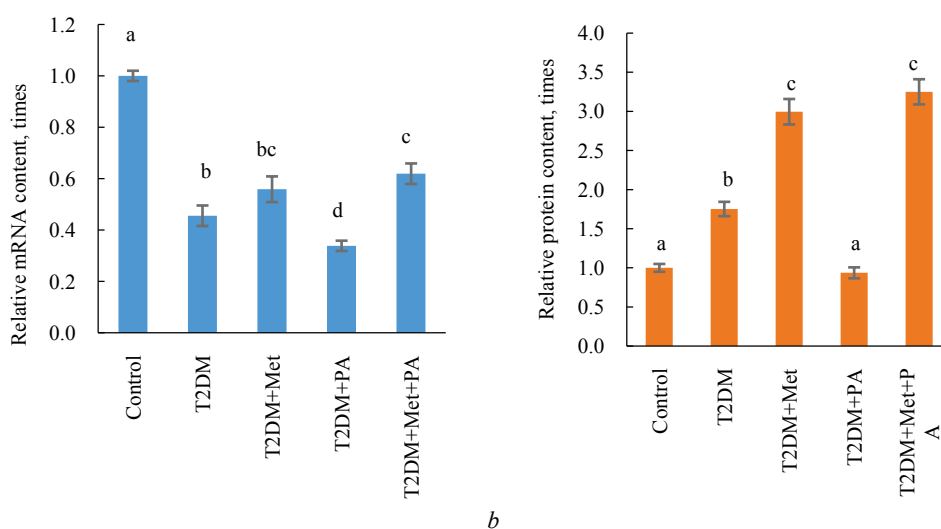 Relative mRNA content, times
1.2
1.0
0.8
0.6
0.4
0.2
0.0
a
b
bc
d
c
Control
T2DM
T2DM+Met
T2DM+PA
T2DM+Met+PA
Relative protein content, times
4.0
3.5
3.0
2.5
2.0
1.5
1.0
0.5
0.0
a
b
c
a
c
Control
T2DM
T2DM+Met
T2DM+PA
T2DM+Met+P
A
b